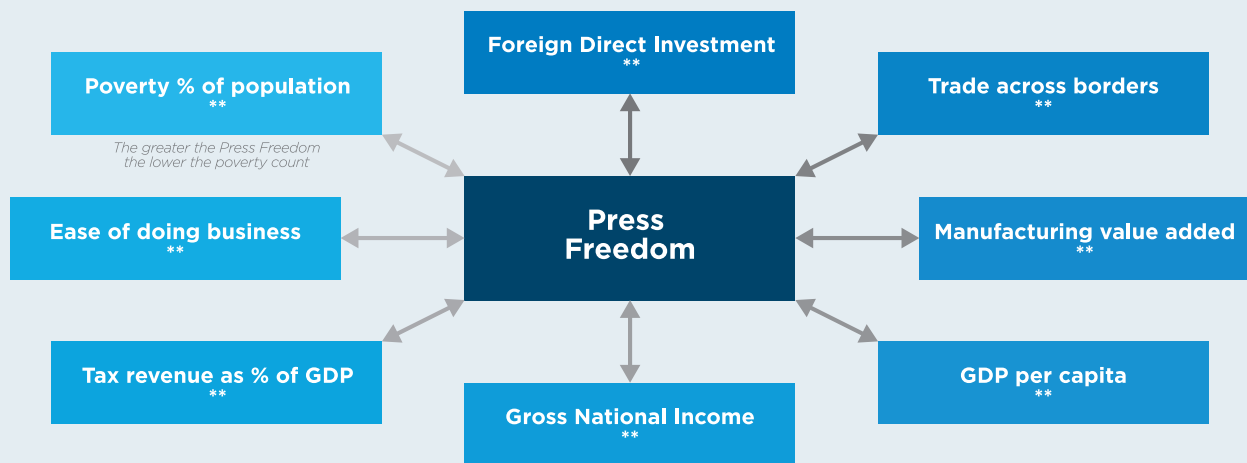 Foreign Direct Investment
**
Poverty % of population
**
The greater the Press Freedom
the lower the poverty count
Trade across borders
**
Ease of doing business
**
Press
Freedom
Manufacturing value added
**
Tax revenue as % of GDP
**
Gross National Income
**
GDP per capita
**